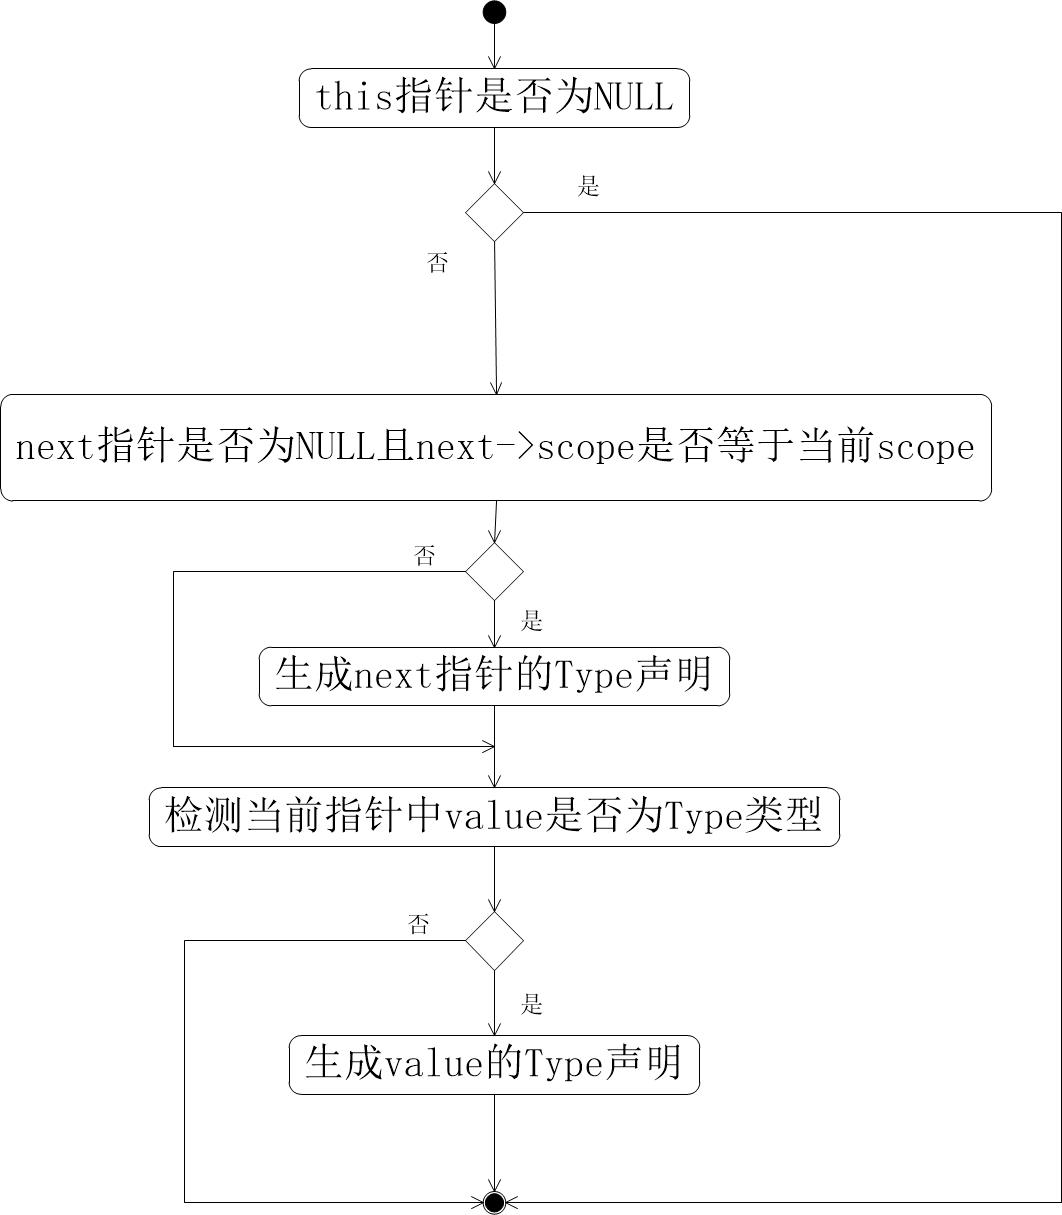 this指针是否为NULL
是
否
next指针是否为NULL且next->scope是否等于当前scope
否
是
生成next指针的Type声明
检测当前指针中value是否为Type类型
否
是
生成value的Type声明